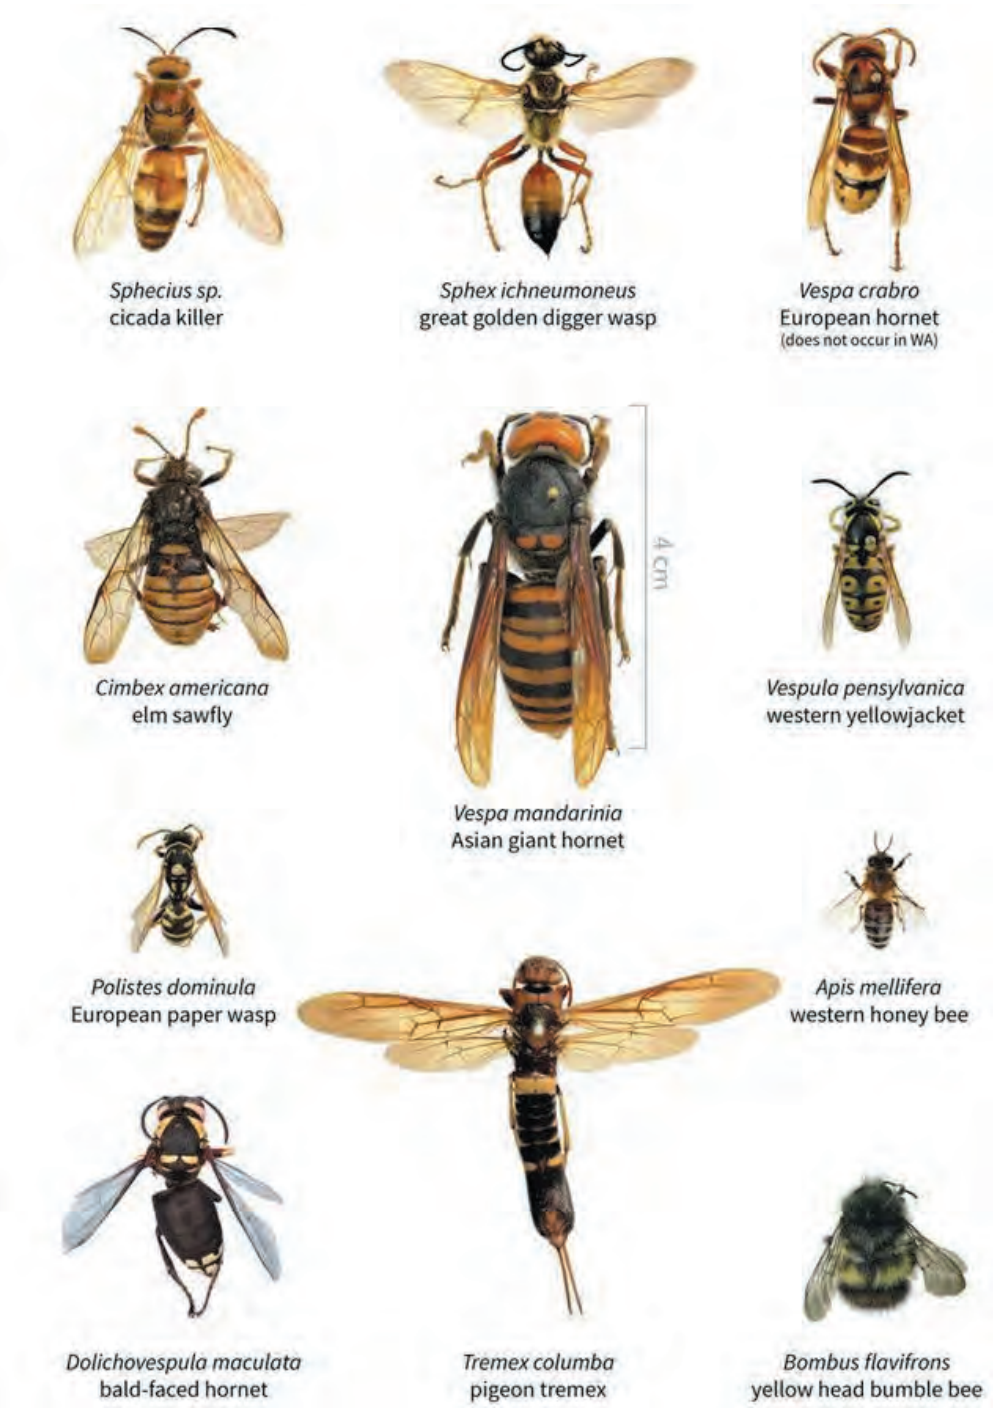 Sphecius sp.
cicada killer
Sphex ichneumoneus
great golden digger wasp
Vespa crabro
European hornet
(does not occur in WA)
Cimbex americana
elm sawfly
4 cm
Vespa mandarinia
Asian giant hornet
Vespula pensylvanica
western yellowjacket
Polistes dominula
European paper wasp
Apis mellifera
western honey bee
Dolichovespula maculata
bald-faced hornet
Tremex columba
pigeon tremex
Bombus flavifrons
yellow head bumble bee